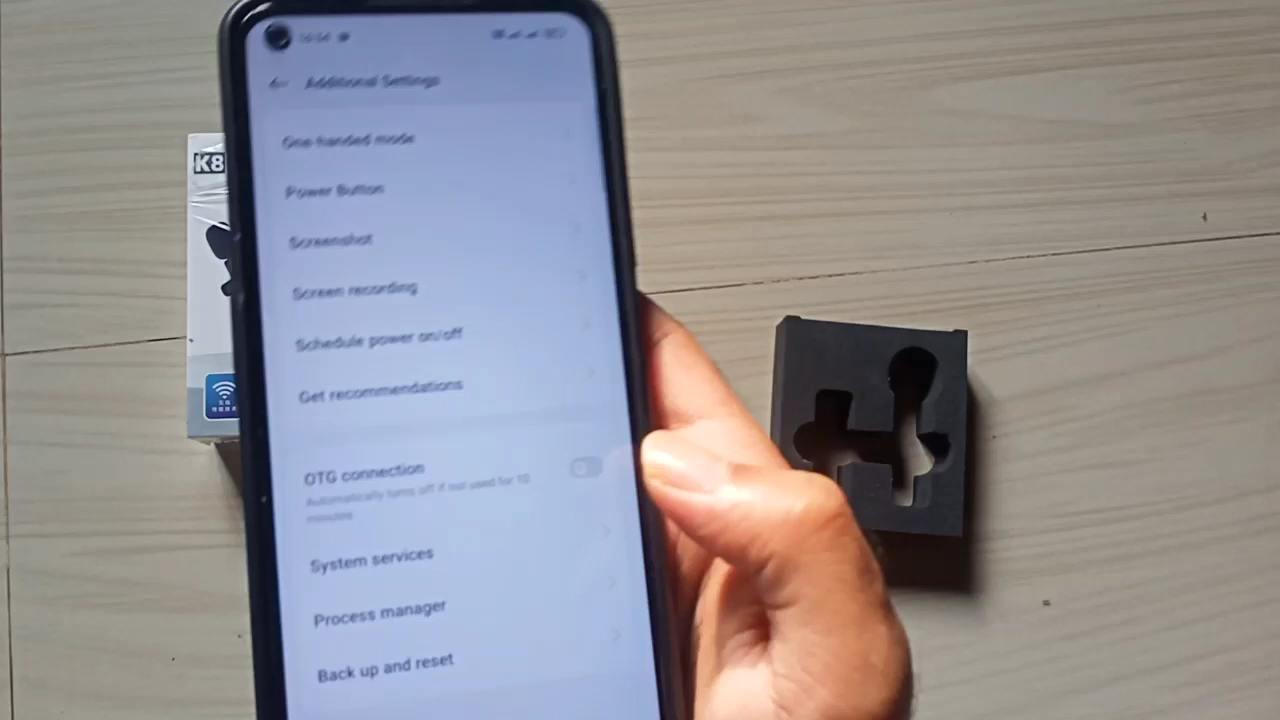 Additional Settings
One-handed mode
Power Button
Screenshot
Screen recording
Schedule power on/off
Get recommendations
OTG connection
Automatically turns off if not used for 10
minutes
System services
Process manager
Back up and reset
K8